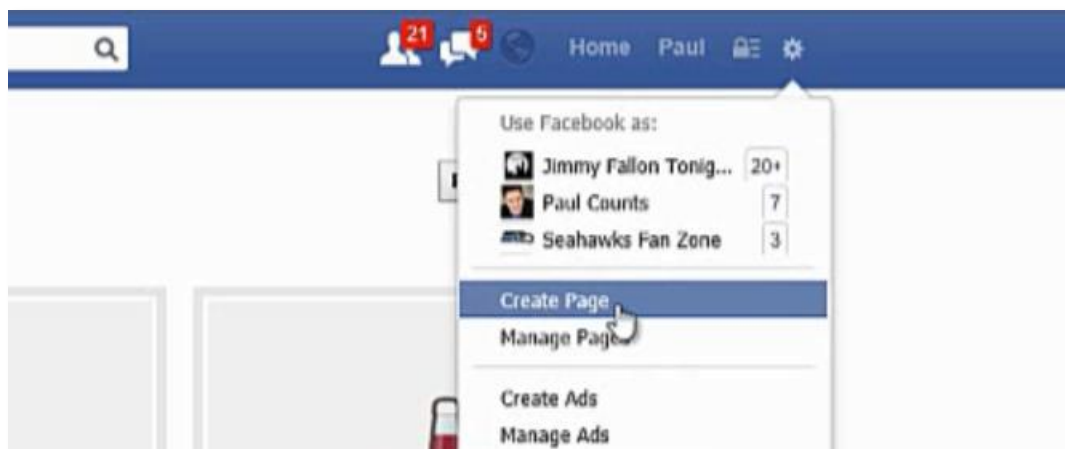 21 5 Home Paul
Use Facebook as:
Jimmy Fallon Tonig... 20+
Paul Counts 7
Seahawks Fan Zone 3
Create Page
Manage Pages
Create Ads
Manage Ads